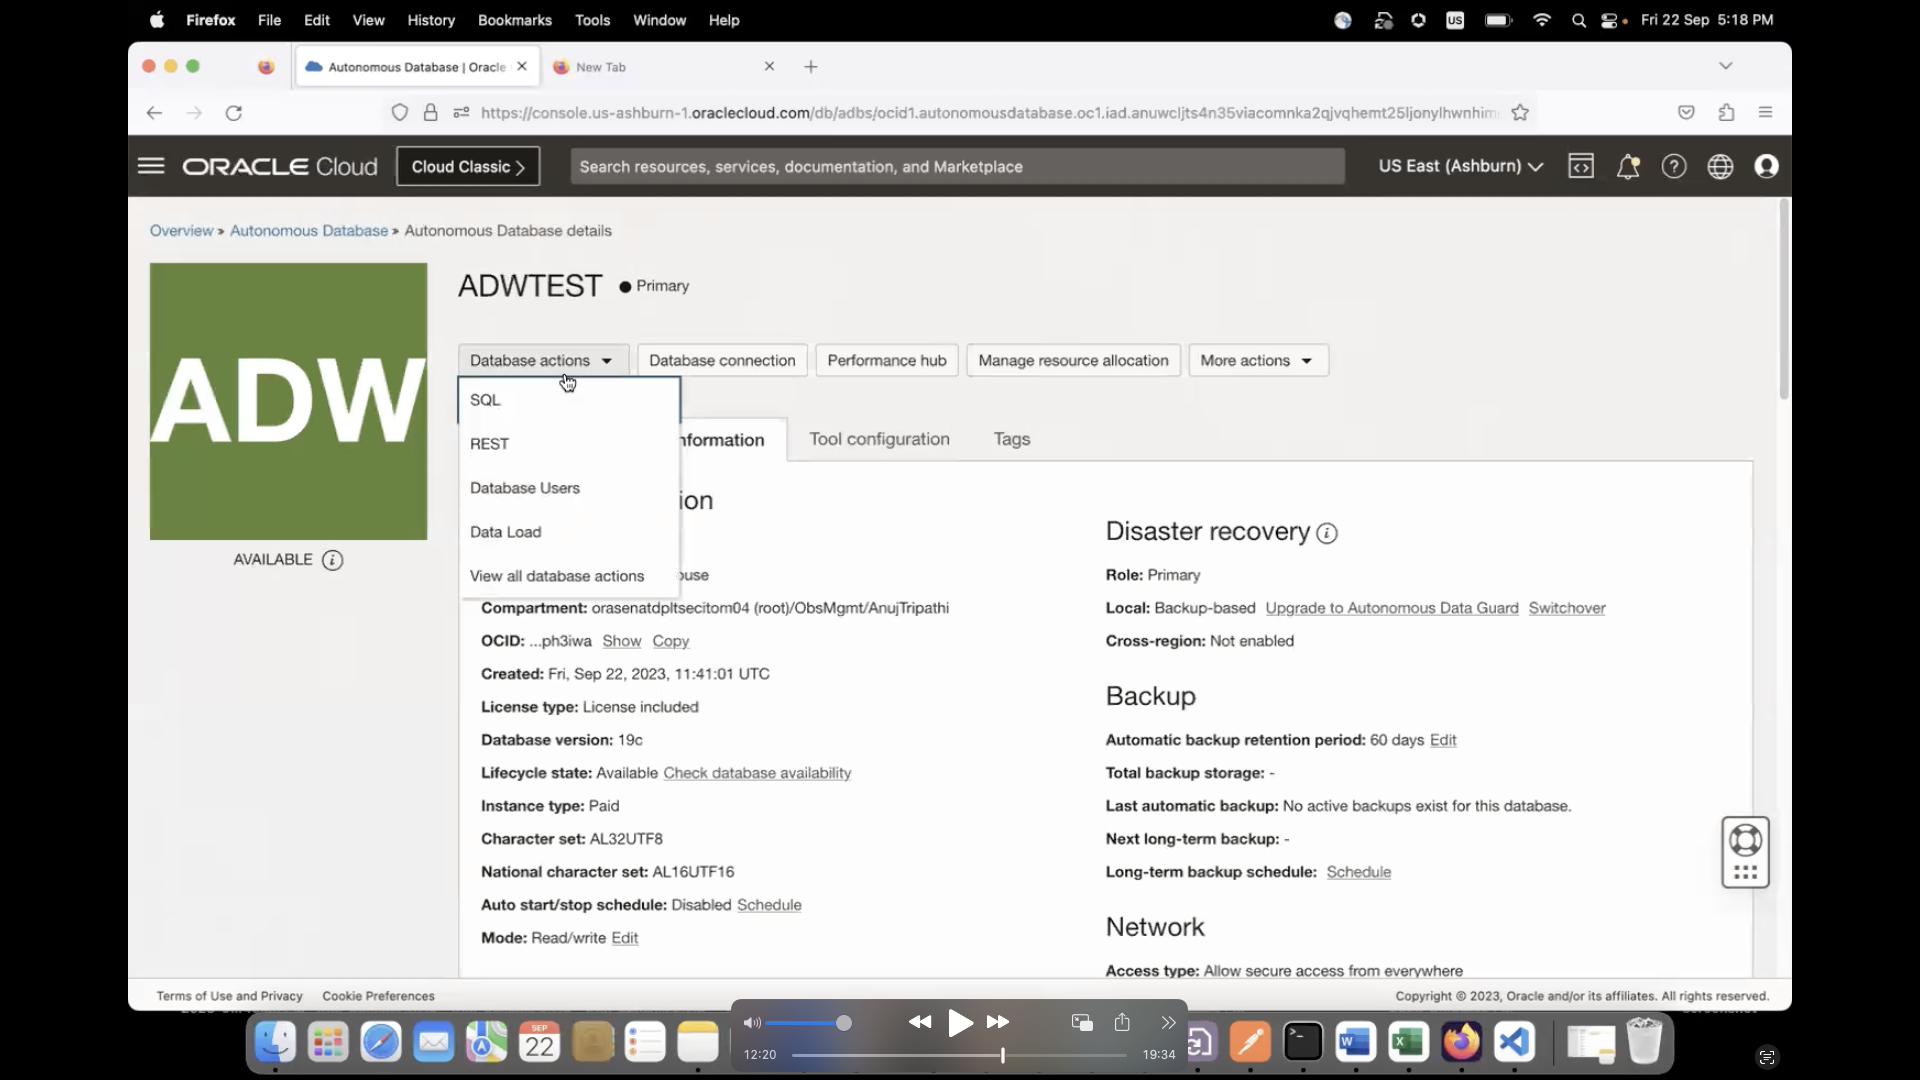 Firefox File Edit View History Bookmarks Tools Window Help US Fri 22 Sep 5:18 PM
Autonomous Database | Oracle New Tab
https://console.us-ashburn-1.oraclecloud.com/db/adbs/ocid1.autonomousdatabase.oc1.iad.anuwcljts4n35viacomnka2qjvqhemt25ljonylhwnhim
ORACLE Cloud Cloud Classic > Search resources, services, documentation, and Marketplace US East (Ashburn)
Overview » Autonomous Database » Autonomous Database details
ADW
AVAILABLE
ADWTEST Primary
Database actions Database connection Performance hub Manage resource allocation More actions
SQL
REST
Database Users
Data Load
View all database actions
nformation Tool configuration Tags
ion
ouse
Compartment: orasenatdpltsecitom04 (root)/ObsMgmt/AnujTripathi
OCID: ...ph3iwa Show Copy
Created: Fri, Sep 22, 2023, 11:41:01 UTC
License type: License included
Database version: 19c
Lifecycle state: Available Check database availability
Instance type: Paid
Character set: AL32UTF8
National character set: AL16UTF16
Auto start/stop schedule: Disabled Schedule
Mode: Read/write Edit
Disaster recovery
Role: Primary
Local: Backup-based Upgrade to Autonomous Data Guard Switchover
Cross-region: Not enabled
Backup
Automatic backup retention period: 60 days Edit
Total backup storage: -
Last automatic backup: No active backups exist for this database.
Next long-term backup: -
Long-term backup schedule: Schedule
Network
Access type: Allow secure access from everywhere
Terms of Use and Privacy Cookie Preferences Copyright © 2023, Oracle and/or its affiliates. All rights reserved.
SEP
22
12:20 19:34